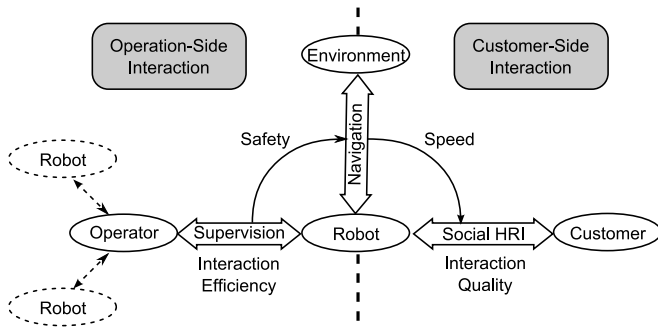 Operation-Side
Interaction
Environment
Customer-Side
Interaction
Safety
Navigation
Speed
Robot
Operator
Supervision
Robot
Social HRI
Customer
Interaction
Efficiency
Interaction
Quality
Robot